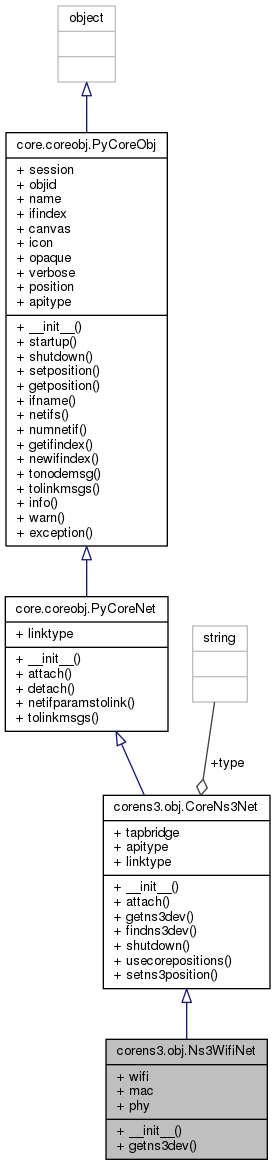 object
core.coreobj.PyCoreObj
+ session
+ objid
+ name
+ ifindex
+ canvas
+ icon
+ opaque
+ verbose
+ position
+ apitype
+ __init__()
+ startup()
+ shutdown()
+ setposition()
+ getposition()
+ ifname()
+ netifs()
+ numnetif()
+ getifindex()
+ newifindex()
+ tonodemsg()
+ tolinkmsgs()
+ info()
+ warn()
+ exception()
core.coreobj.PyCoreNet
+ linktype
+ __init__()
+ attach()
+ detach()
+ netifparamstolink()
+ tolinkmsgs()
string
+type
corens3.obj.CoreNs3Net
+ tapbridge
+ apitype
+ linktype
+ __init__()
+ attach()
+ getns3dev()
+ findns3dev()
+ shutdown()
+ usecorepositions()
+ setns3position()
corens3.obj.Ns3WifiNet
+ wifi
+ mac
+ phy
+ __init__()
+ getns3dev()